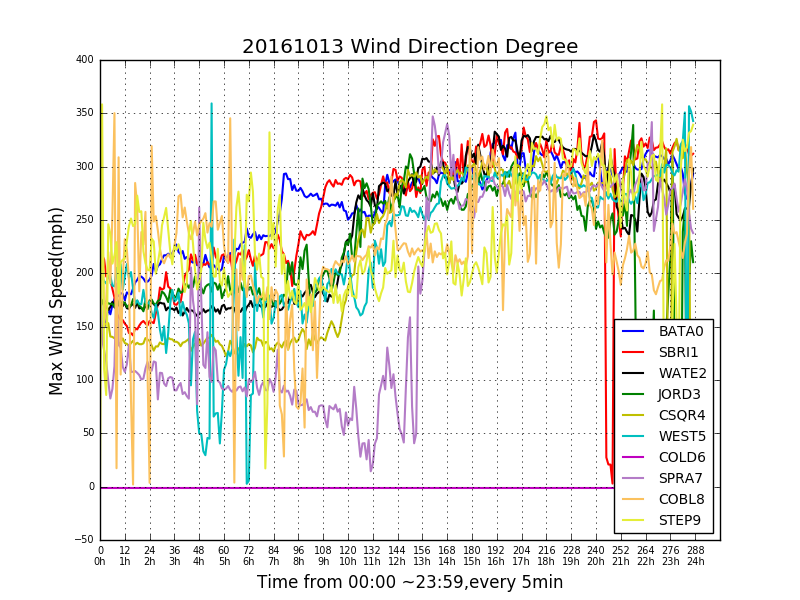 20161013 Wind Direction Degree
400
350
300
250
200
150
100
50
0
−50
Max Wind Speed(mph)
BATA0
SBRI1
WATE2
JORD3
CSQR4
WEST5
COLD6
SPRA7
COBL8
STEP9
0 12 24 36 48 60 72 84 96 108 120 132 144 156 168 180 192 204 216 228 240 252 264 276 288
0h 1h 2h 3h 4h 5h 6h 7h 8h 9h 10h 11h 12h 13h 14h 15h 16h 17h 18h 19h 20h 21h 22h 23h 24h
Time from 00:00 ~23:59,every 5min